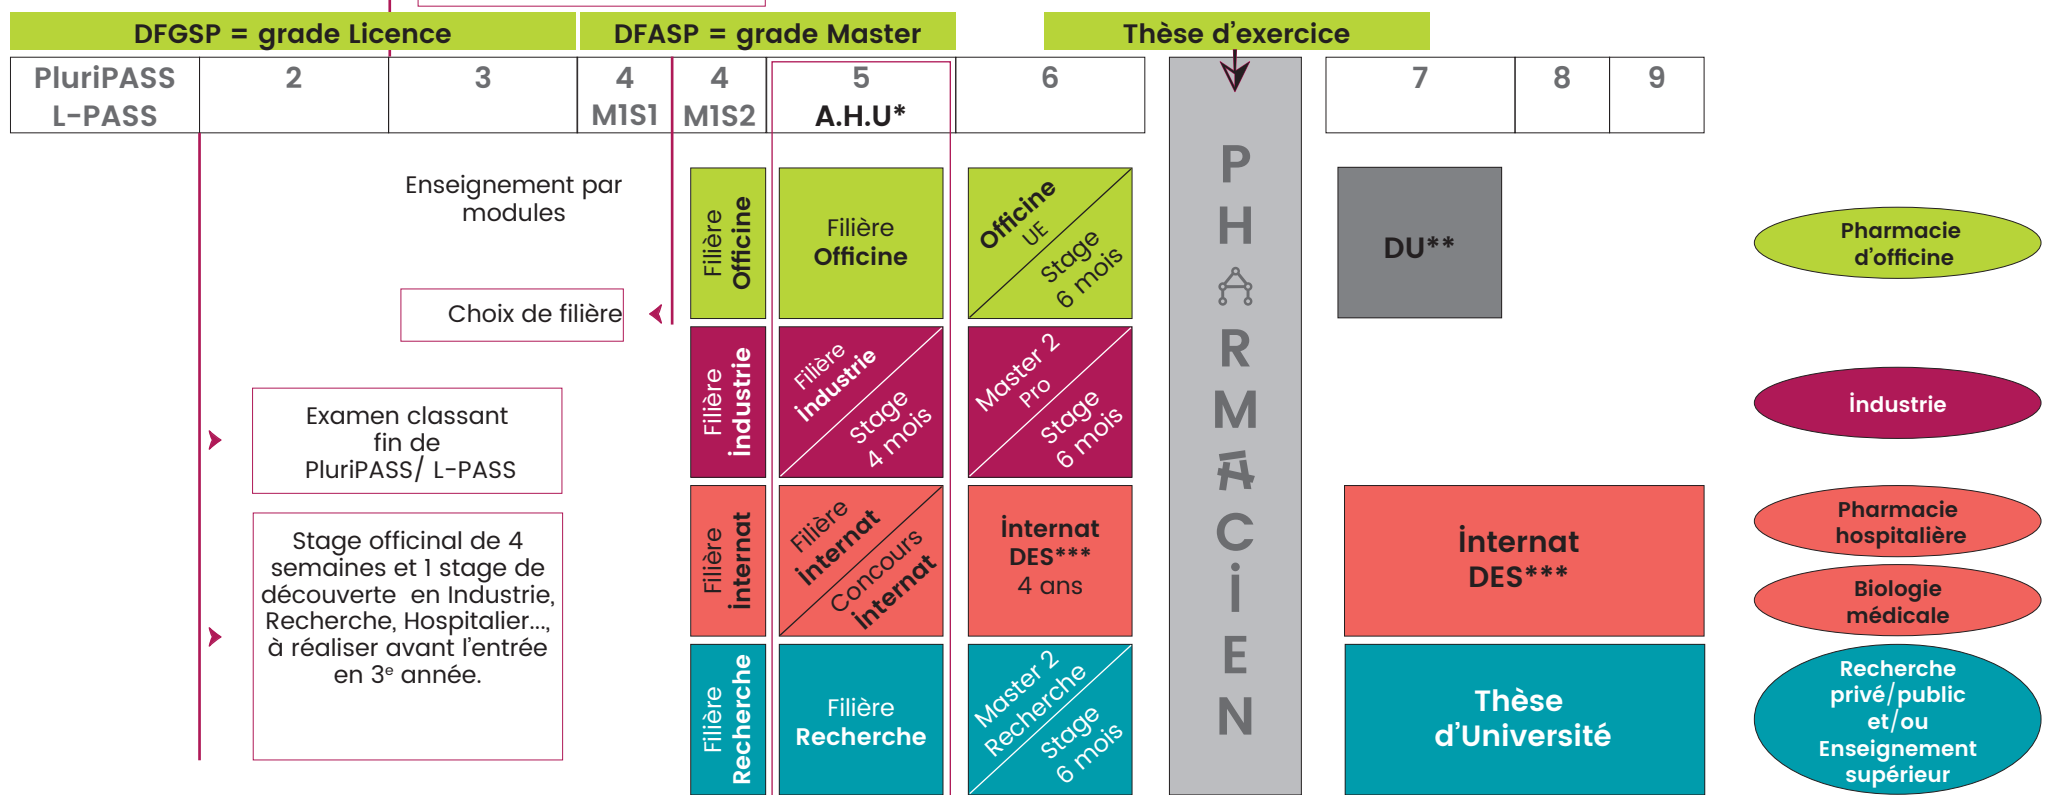 DFGSP = grade Licence
DFASP = grade Master
Thèse d'exercice
PluriPASS
L-PASS
2
3
4
M1S1
4
M1S2
5
A.H.U*
6
7
8
9
Enseignement par
modules
Choix de filière
Examen classant
fin de
PluriPASS/ L-PASS
Stage officinal de 4
semaines et 1 stage de
découverte en Industrie,
Recherche, Hospitalier...,
à réaliser avant l'entrée
en 3e année.
Filière
Officine
Filière
Officine
Officine
UE
Stage
6 mois
DU**
Pharmacie
d'officine
Filière
industrie
Filière
industrie
Stage
4 mois
Master 2
Pro
Stage
6 mois
industrie
Filière
internat
Filière
internat
Concours
internat
internat
DES***
4 ans
internat
DES***
Pharmacie
hospitalière
Biologie
médicale
Filière
Recherche
Filière
Recherche
Master 2
Recherche
Stage
6 mois
Thèse
d'Université
Recherche
privé/public
et/ou
Enseignement
supérieur
PHARMACiEN